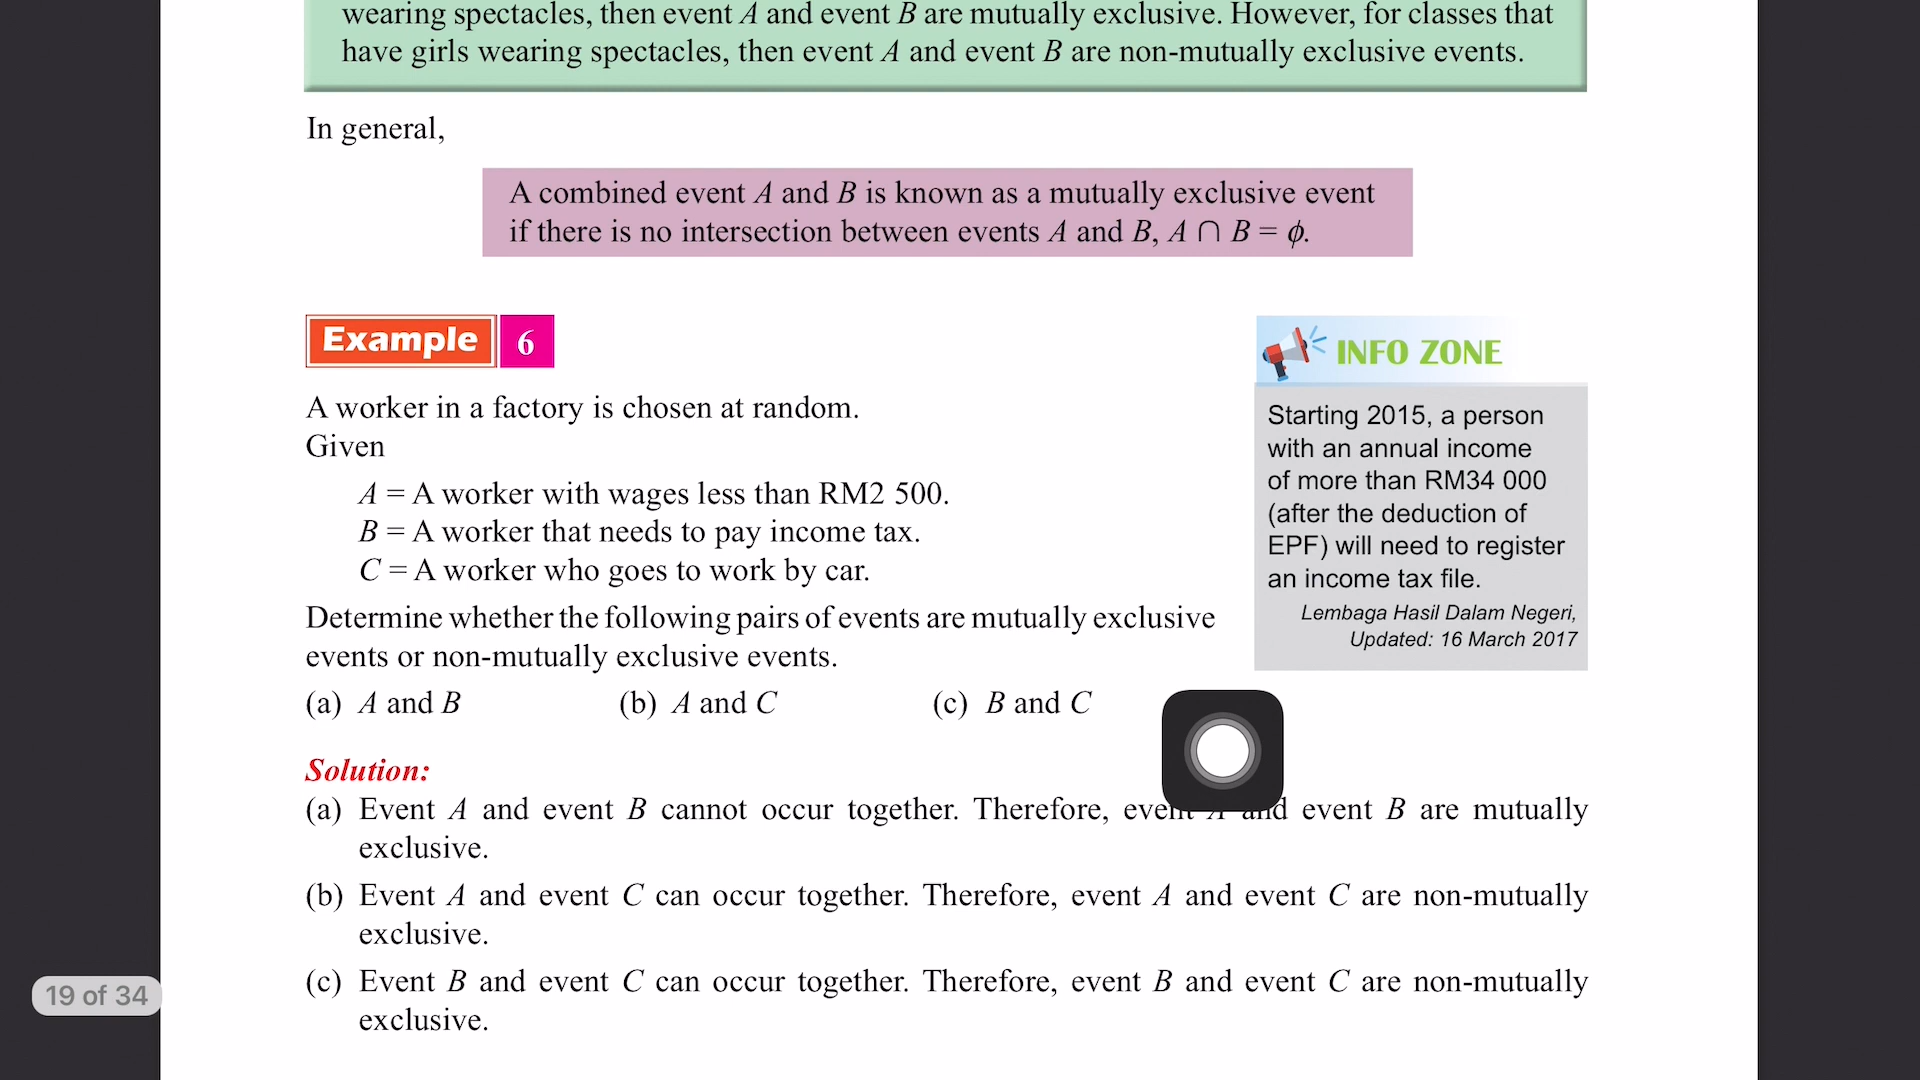 wearing spectacles, then event A and event B are mutually exclusive. However, for classes that
have girls wearing spectacles, then event A and event B are non-mutually exclusive events.
In general,
A combined event A and B is known as a mutually exclusive event
if there is no intersection between events A and B, A ∩ B = ϕ.
Example 6
A worker in a factory is chosen at random.
Given
A = A worker with wages less than RM2 500.
B = A worker that needs to pay income tax.
C = A worker who goes to work by car.
Determine whether the following pairs of events are mutually exclusive
events or non-mutually exclusive events.
(a) A and B (b) A and C (c) B and C
INFO ZONE
Starting 2015, a person
with an annual income
of more than RM34 000
(after the deduction of
EPF) will need to register
an income tax file.
Lembaga Hasil Dalam Negeri,
Updated: 16 March 2017
Solution:
(a) Event A and event B cannot occur together. Therefore, event A and event B are mutually
exclusive.
(b) Event A and event C can occur together. Therefore, event A and event C are non-mutually
exclusive.
(c) Event B and event C can occur together. Therefore, event B and event C are non-mutually
exclusive.
19 of 34